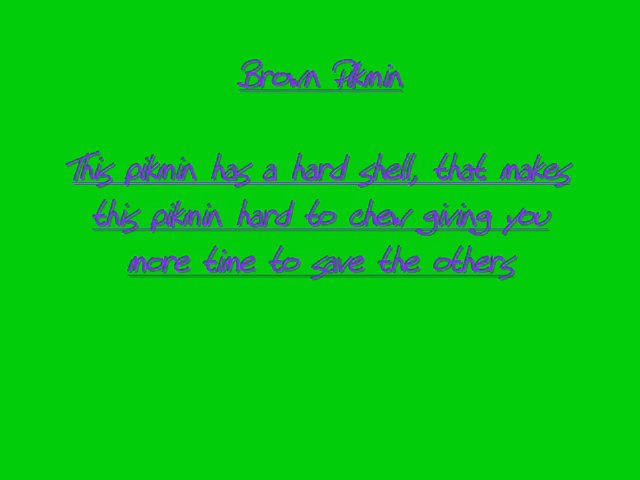 Brown Pikmin
This pikmin has a hard shell, that makes
this pikmin hard to chew giving you
more time to save the others